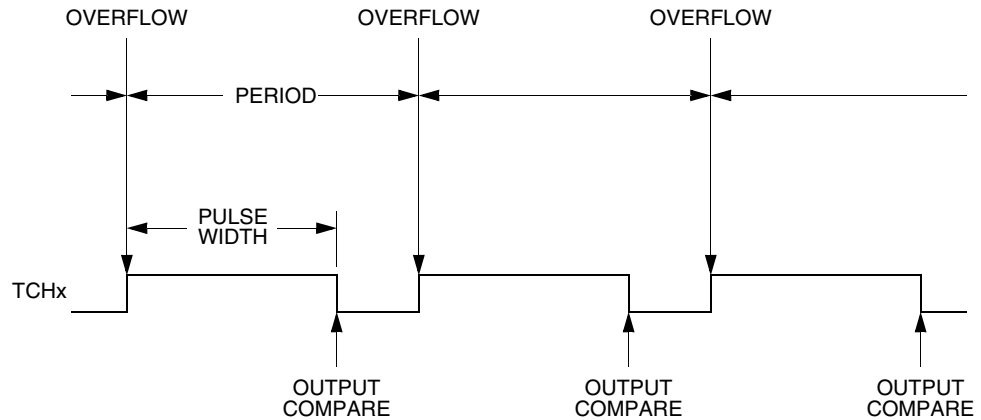 OVERFLOW OVERFLOW OVERFLOW
PERIOD
PULSE
WIDTH
TCHx
OUTPUT
COMPARE
OUTPUT
COMPARE
OUTPUT
COMPARE